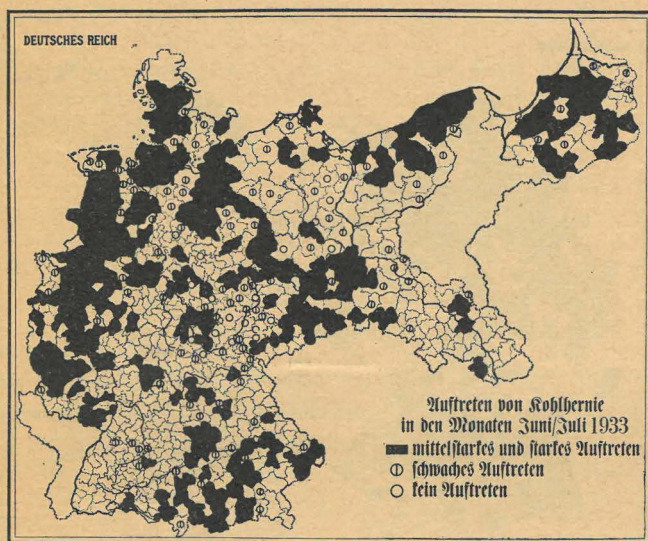 DEUTSCHES REICH
Auftreten von Kohlhernie
in den Monaten Juni/Juli 1933
mittelstarkes und starkes Auftreten
schwaches Auftreten
kein Auftreten